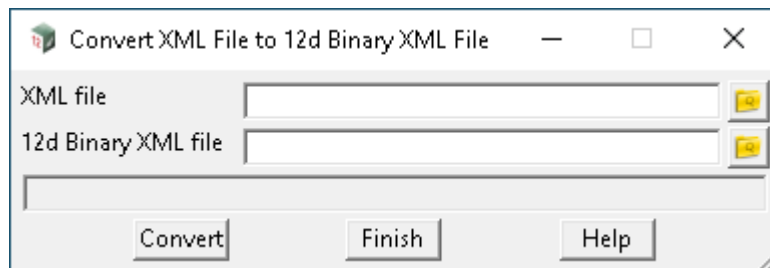 Convert XML File to 12d Binary XML File
XML file
12d Binary XML file
Convert Finish Help